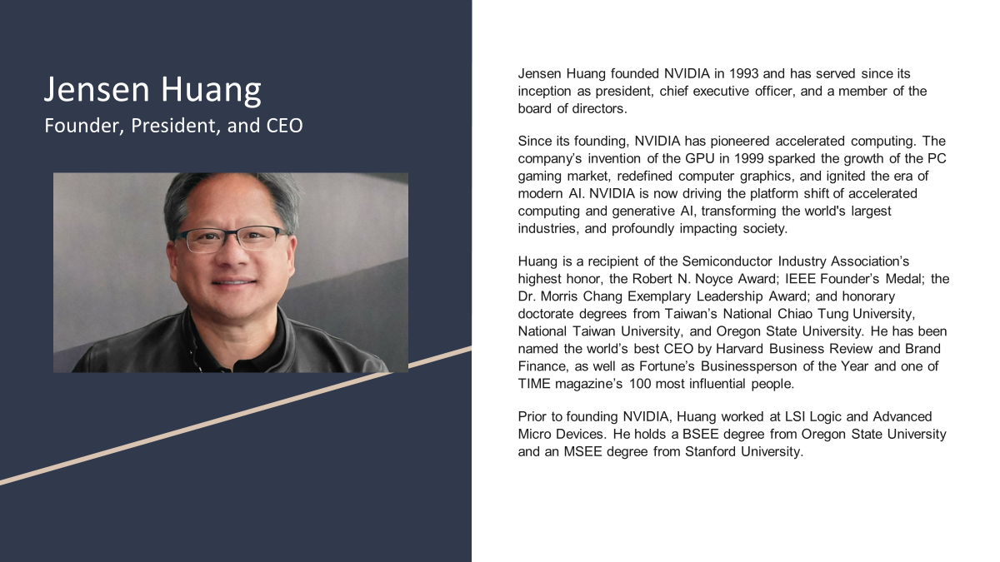 Jensen Huang
Founder, President, and CEO
Jensen Huang founded NVIDIA in 1993 and has served since its
inception as president, chief executive officer, and a member of the
board of directors.
Since its founding, NVIDIA has pioneered accelerated computing. The
company’s invention of the GPU in 1999 sparked the growth of the PC
gaming market, redefined computer graphics, and ignited the era of
modern AI. NVIDIA is now driving the platform shift of accelerated
computing and generative AI, transforming the world's largest
industries, and profoundly impacting society.
Huang is a recipient of the Semiconductor Industry Association’s
highest honor, the Robert N. Noyce Award; IEEE Founder’s Medal; the
Dr. Morris Chang Exemplary Leadership Award; and honorary
doctorate degrees from Taiwan’s National Chiao Tung University,
National Taiwan University, and Oregon State University. He has been
named the world’s best CEO by Harvard Business Review and Brand
Finance, as well as Fortune’s Businessperson of the Year and one of
TIME magazine’s 100 most influential people.
Prior to founding NVIDIA, Huang worked at LSI Logic and Advanced
Micro Devices. He holds a BSEE degree from Oregon State University
and an MSEE degree from Stanford University.